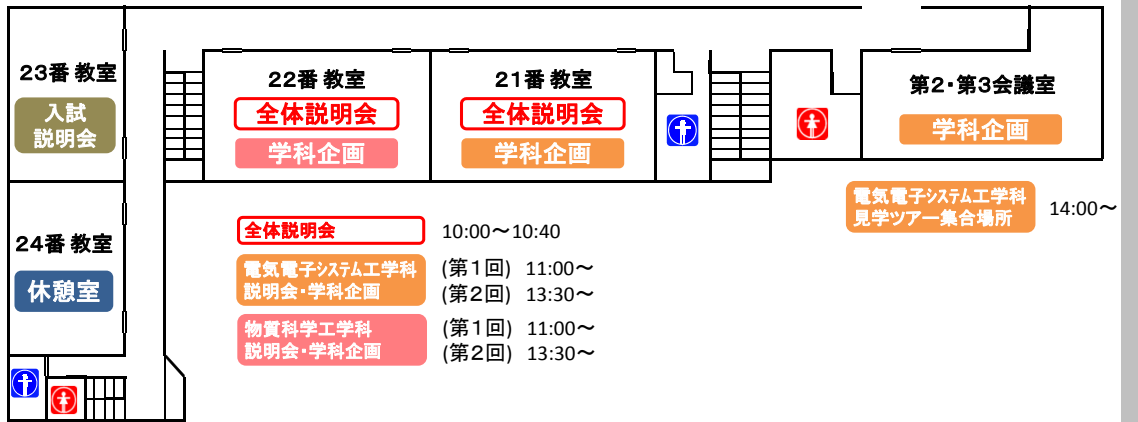 23番 教室
入試
説明会
22番 教室
全体説明会
学科企画
21番 教室
全体説明会
学科企画
第2・第3会議室
学科企画
電気電子システム工学科
見学ツアー集合場所
14:00～
24番 教室
休憩室
全体説明会
10:00～10:40
電気電子システム工学科
説明会・学科企画
(第１回) 11:00～
(第２回) 13:30～
物質科学工学科
説明会・学科企画
(第１回) 11:00～
(第２回) 13:30～